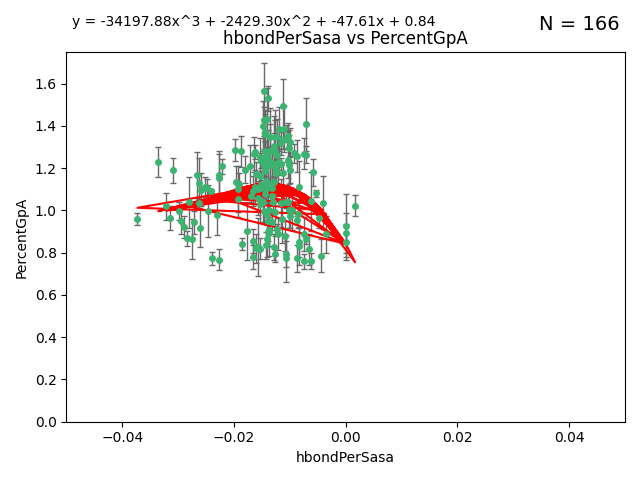 y = -34197.88x^3 + -2429.30x^2 + -47.61x + 0.84
N = 166
hbondPerSasa vs PercentGpA
PercentGpA
1.6
1.4
1.2
1.0
0.8
0.6
0.4
0.2
0.0
−0.04 −0.02 0.00 0.02 0.04
hbondPerSasa